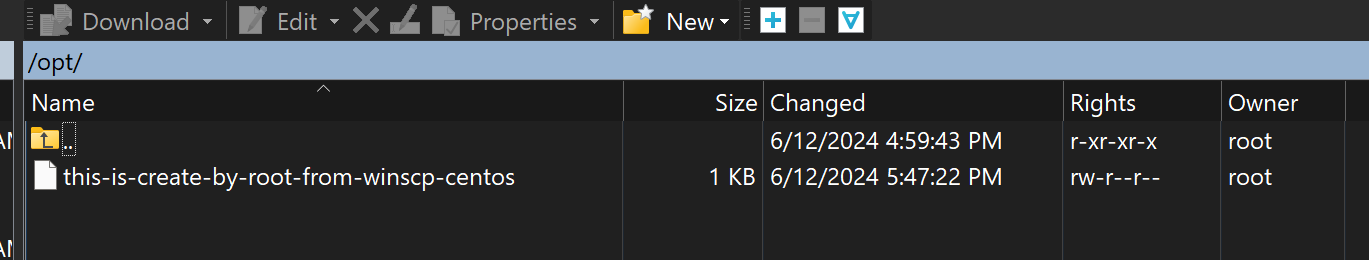 Download Edit Properties New
/opt/
Name Size Changed Rights Owner
.. 6/12/2024 4:59:43 PM r-xr-xr-x root
this-is-create-by-root-from-winscp-centos 1 KB 6/12/2024 5:47:22 PM rw-r--r-- root